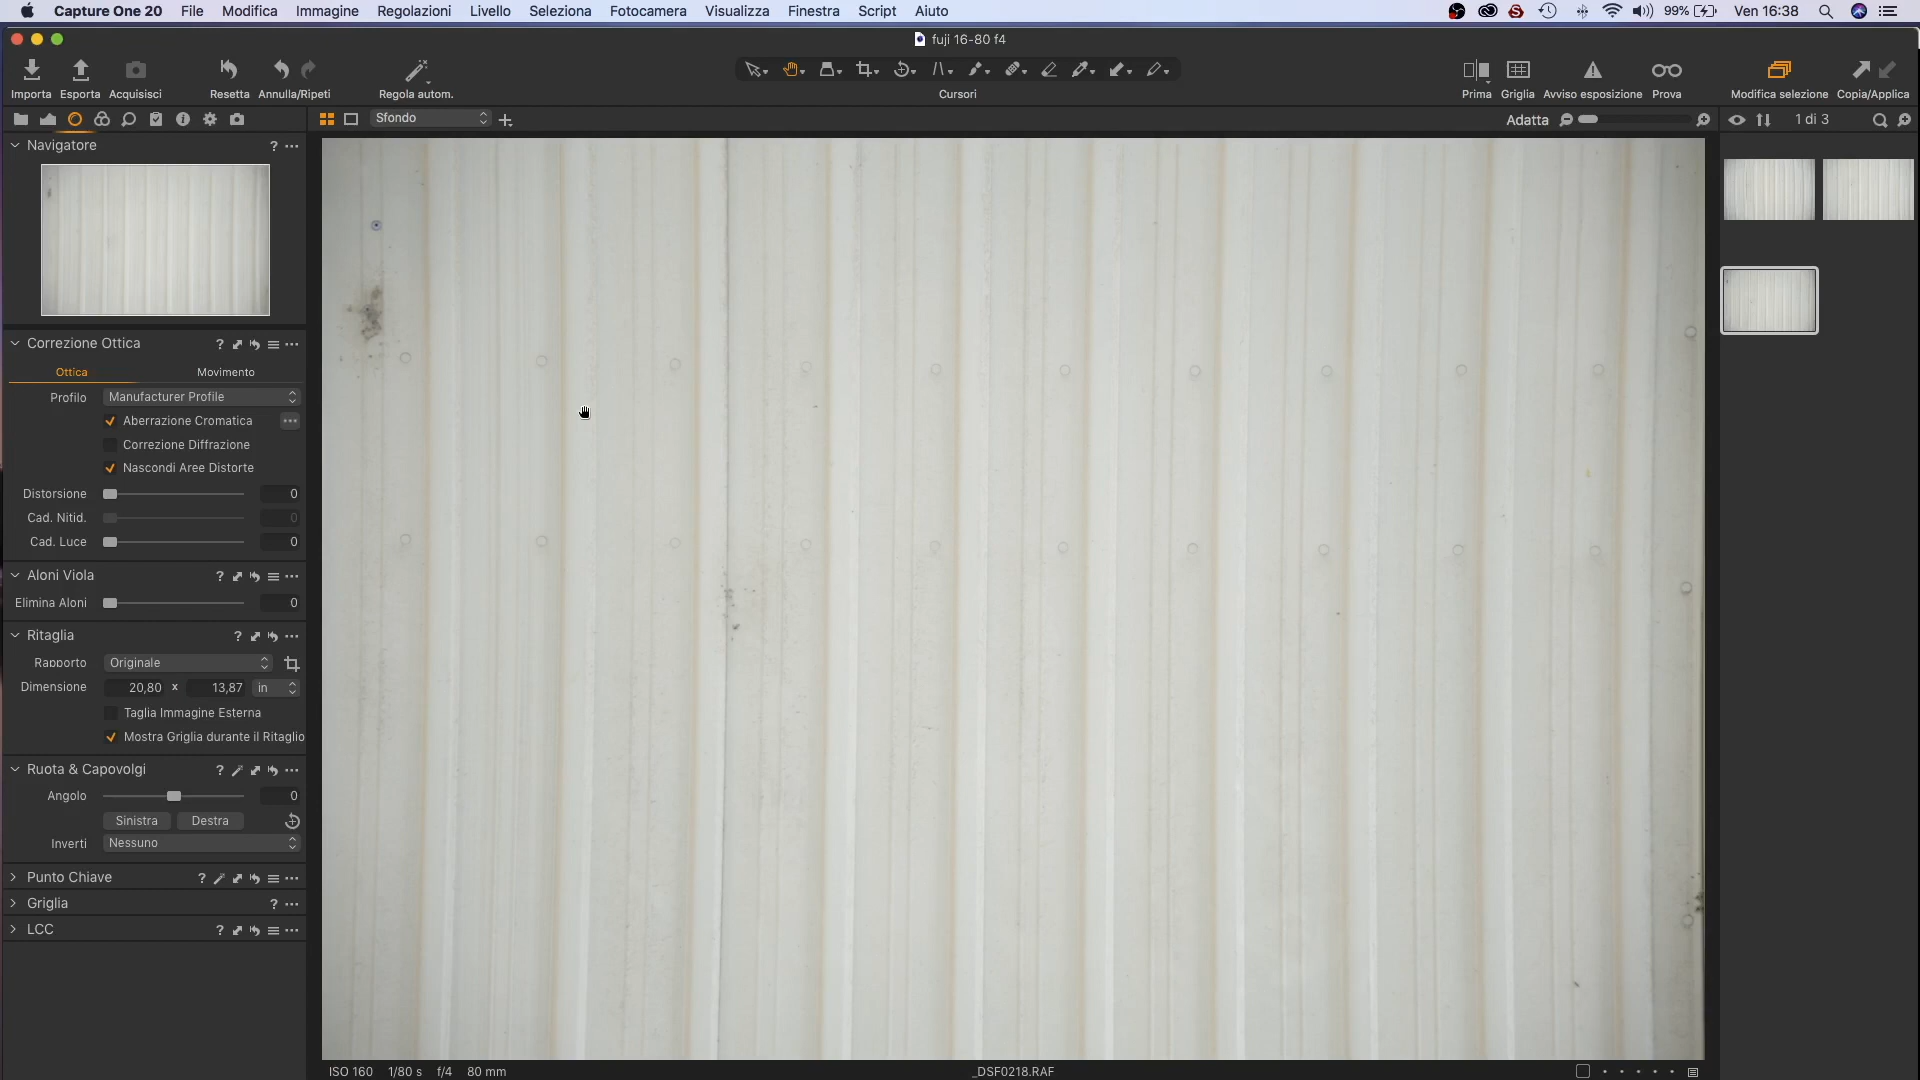 Capture One 20 File Modifica Immagine Regolazioni Livello Seleziona Fotocamera Visualizza Finestra Script Aiuto 99% Ven 16:38
fuji 16-80 f4
Importa Esporta Acquisisci Resetta Annulla/Ripeti Regola autom. Cursori Prima Griglia Avviso esposizione Prova Modifica selezione Copia/Applica
Sfondo Adatta 1 di 3
Navigatore ?
Correzione Ottica ?
Ottica Movimento
Profilo Manufacturer Profile
Aberrazione Cromatica
Correzione Diffrazione
Nascondi Aree Distorte
Distorsione 0
Cad. Nitid. 0
Cad. Luce 0
Aloni Viola ?
Elimina Aloni 0
Ritaglia ?
Rapporto Originale
Dimensione 20,80 x 13,87 in
Taglia Immagine Esterna
Mostra Griglia durante il Ritaglio
Ruota & Capovolgi ?
Angolo 0
Sinistra Destra
Inverti Nessuno
Punto Chiave ?
Griglia ?
LCC ?
ISO 160 1/80 s f/4 80 mm _DSF0218.RAF